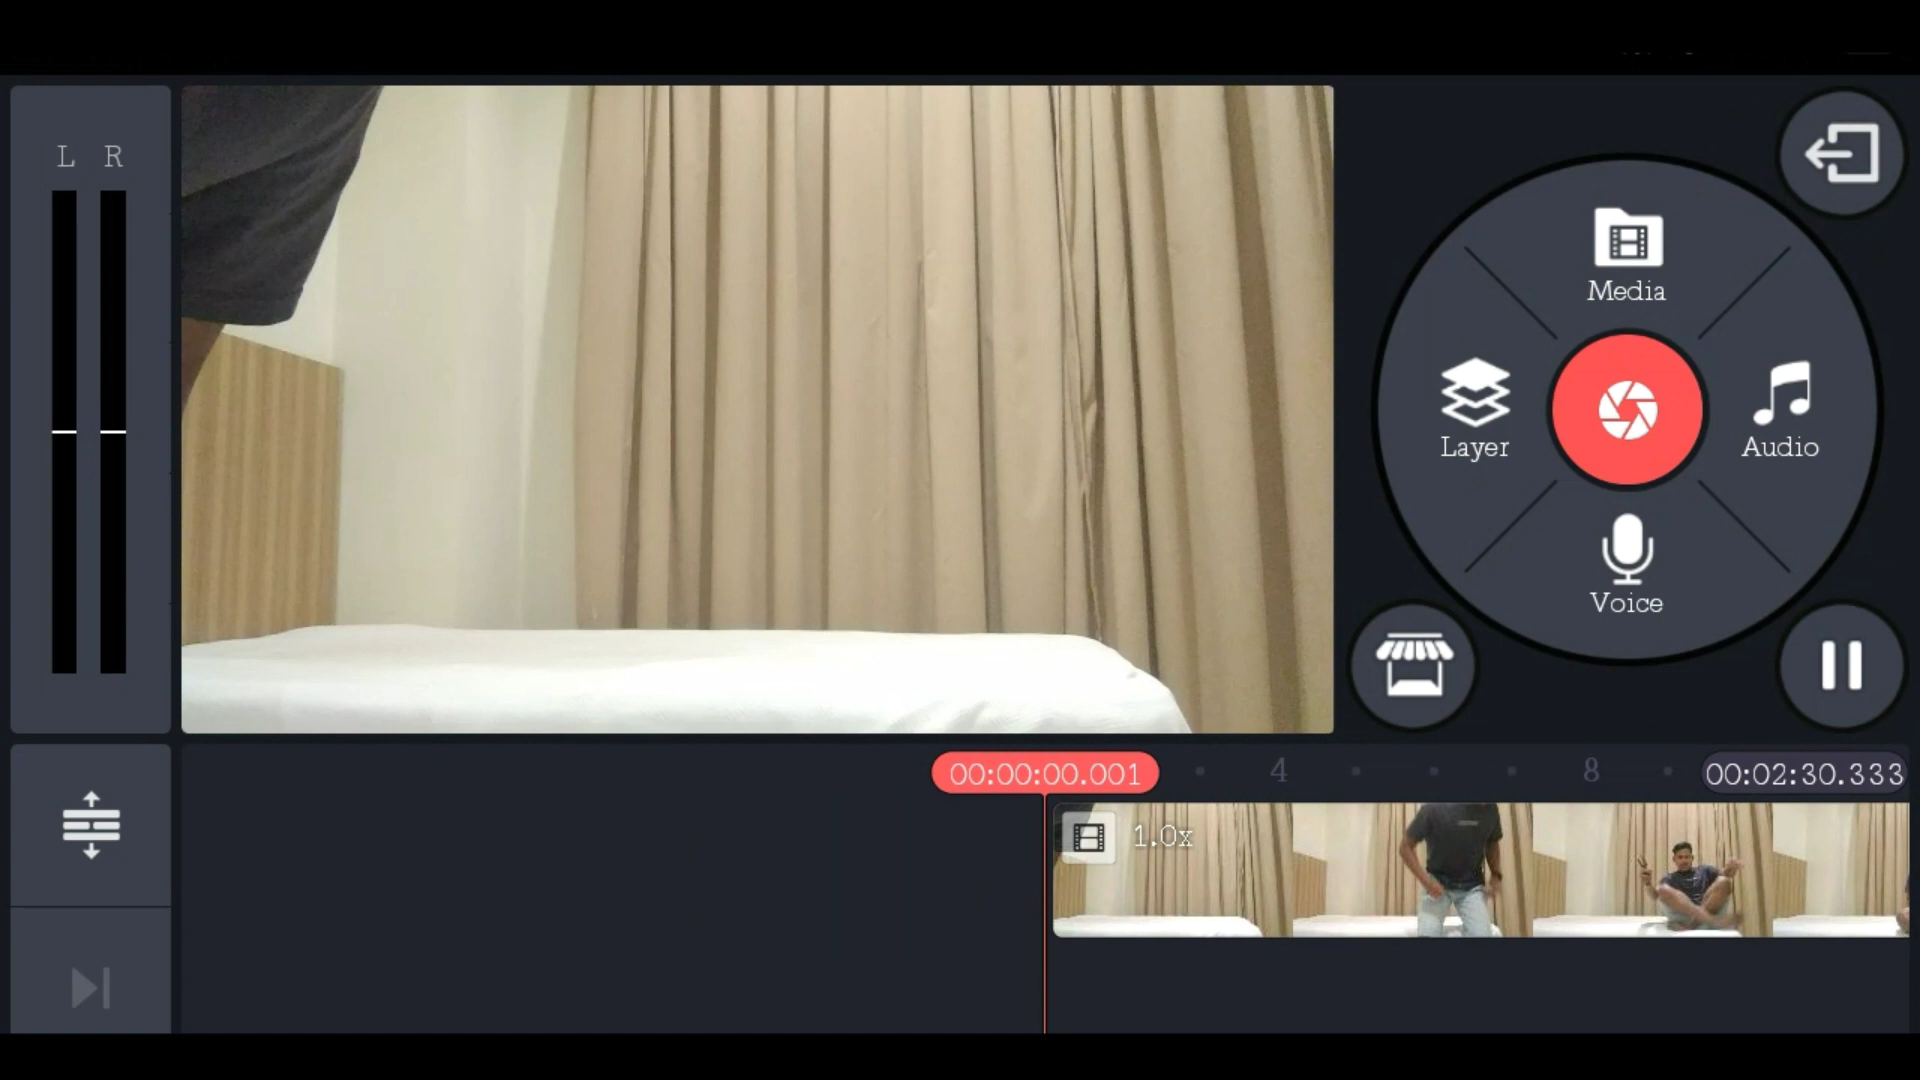 L R
Media
Layer
Audio
Voice
00:00:00.001
4
8
00:02:30.333
1.0x